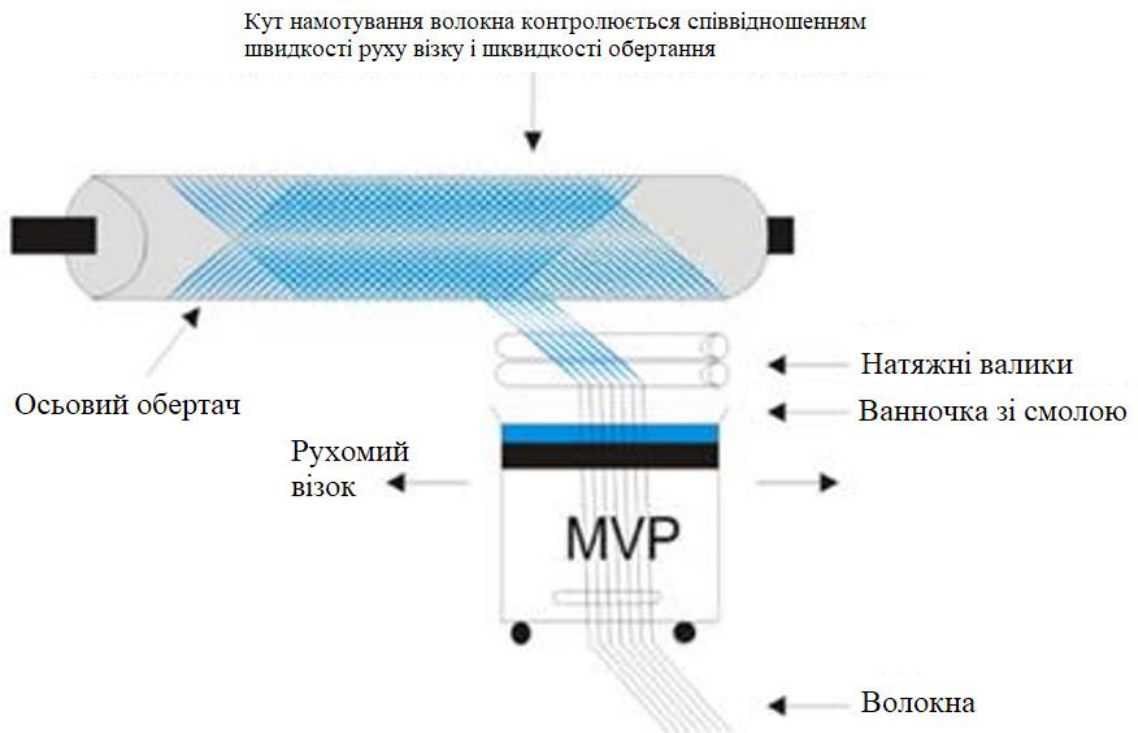 Кут намотування волокна контролюється співвідношенням
швидкості руху візку і шквидкості обертання
Натяжні валики
Осьовий обертач
Ванночка зі смолою
Рухомий
візок
MVP
Волокна